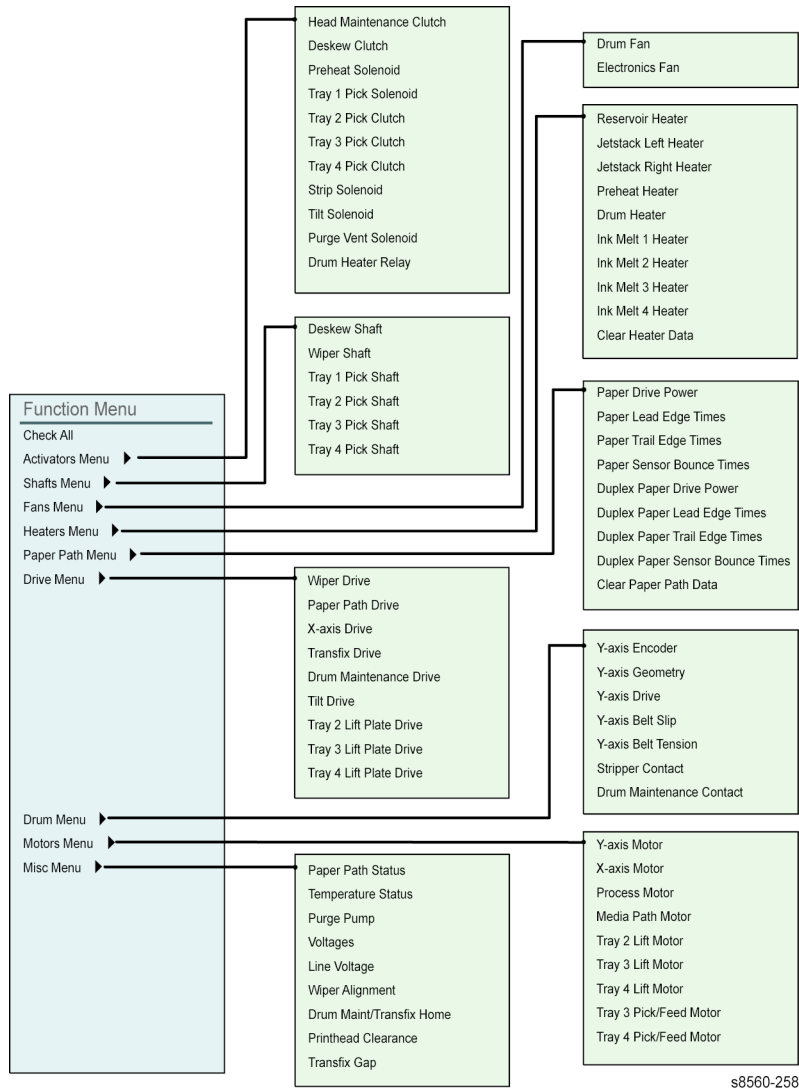 Function Menu
Check All
Activators Menu
Shafts Menu
Fans Menu
Heaters Menu
Paper Path Menu
Drive Menu
Drum Menu
Motors Menu
Misc Menu
Head Maintenance Clutch
Deskew Clutch
Preheat Solenoid
Tray 1 Pick Solenoid
Tray 2 Pick Clutch
Tray 3 Pick Clutch
Tray 4 Pick Clutch
Strip Solenoid
Tilt Solenoid
Purge Vent Solenoid
Drum Heater Relay
Deskew Shaft
Wiper Shaft
Tray 1 Pick Shaft
Tray 2 Pick Shaft
Tray 3 Pick Shaft
Tray 4 Pick Shaft
Wiper Drive
Paper Path Drive
X-axis Drive
Transfix Drive
Drum Maintenance Drive
Tilt Drive
Tray 2 Lift Plate Drive
Tray 3 Lift Plate Drive
Tray 4 Lift Plate Drive
Paper Path Status
Temperature Status
Purge Pump
Voltages
Line Voltage
Wiper Alignment
Drum Maint/Transfix Home
Printhead Clearance
Transfix Gap
Drum Fan
Electronics Fan
Reservoir Heater
Jetstack Left Heater
Jetstack Right Heater
Preheat Heater
Drum Heater
Ink Melt 1 Heater
Ink Melt 2 Heater
Ink Melt 3 Heater
Ink Melt 4 Heater
Clear Heater Data
Paper Drive Power
Paper Lead Edge Times
Paper Trail Edge Times
Paper Sensor Bounce Times
Duplex Paper Drive Power
Duplex Paper Lead Edge Times
Duplex Paper Trail Edge Times
Duplex Paper Sensor Bounce Times
Clear Paper Path Data
Y-axis Encoder
Y-axis Geometry
Y-axis Drive
Y-axis Belt Slip
Y-axis Belt Tension
Stripper Contact
Drum Maintenance Contact
Y-axis Motor
X-axis Motor
Process Motor
Media Path Motor
Tray 2 Lift Motor
Tray 3 Lift Motor
Tray 4 Lift Motor
Tray 3 Pick/Feed Motor
Tray 4 Pick/Feed Motor
s8560-258